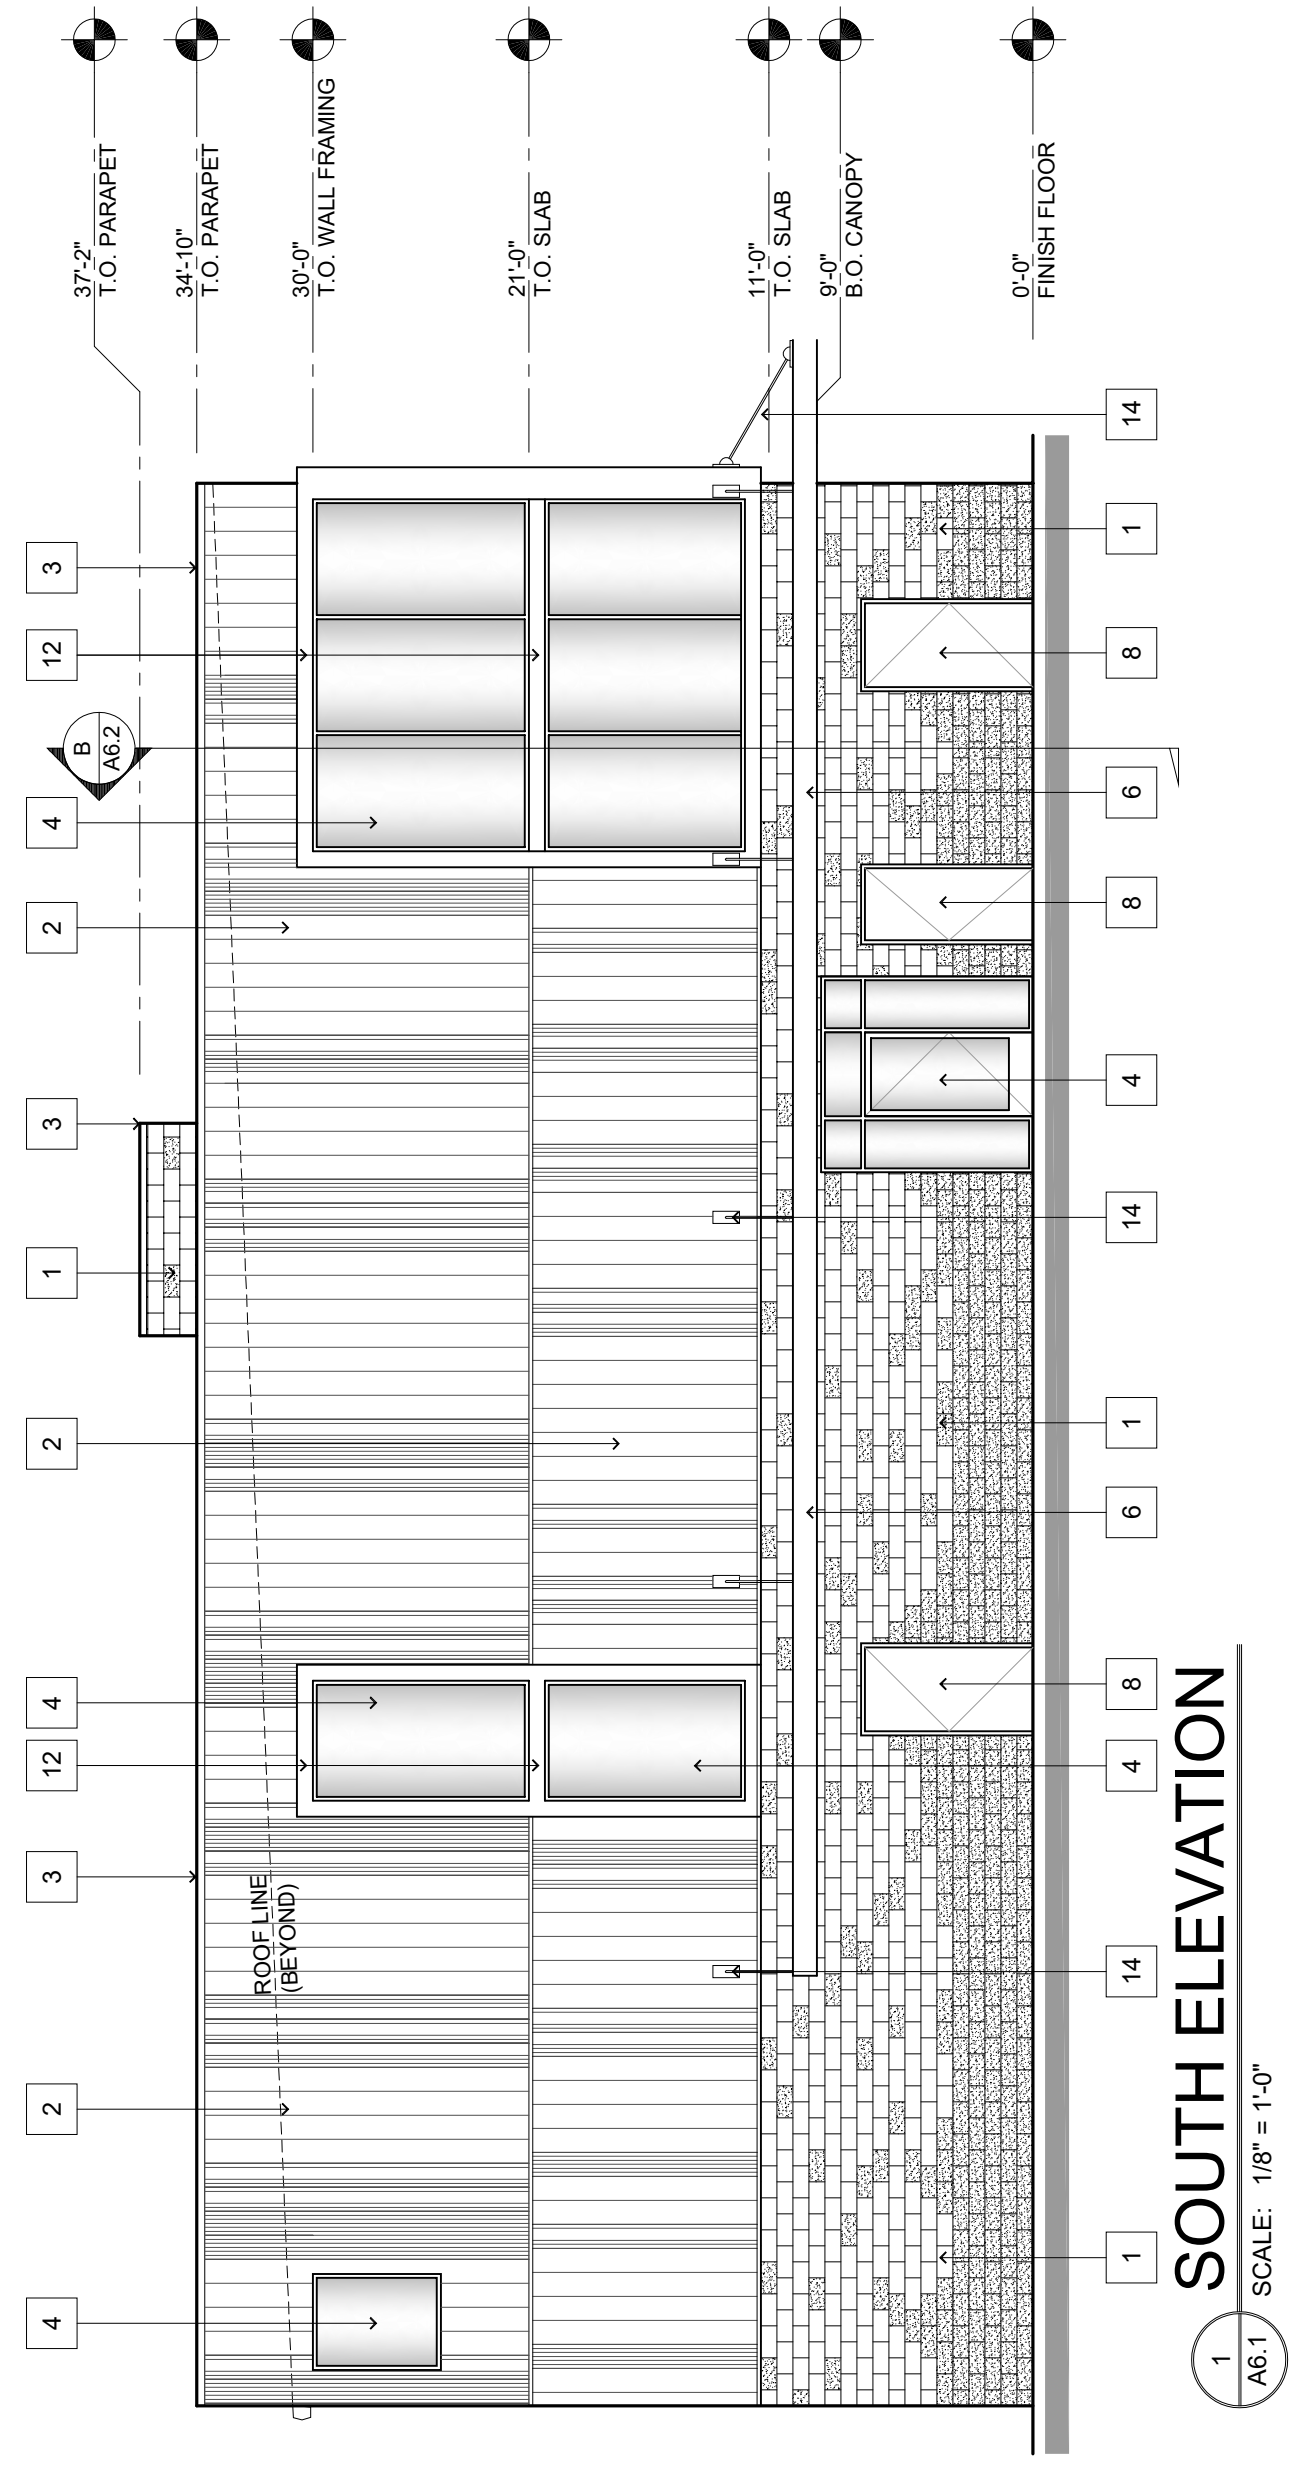 4
2
3
12
4
2
1
3
2
4
12
3
B
A6.2
37'-2"
T.O. PARAPET
34'-10"
T.O. PARAPET
30'-0"
T.O. WALL FRAMING
ROOF LINE
(BEYOND)
21'-0"
T.O. SLAB
11'-0"
T.O. SLAB
9'-0"
B.O. CANOPY
0'-0"
FINISH FLOOR
1
14
4
8
6
1
14
4
8
6
8
1
14
1
A6.1
SOUTH ELEVATION
SCALE: 1/8" = 1'-0"